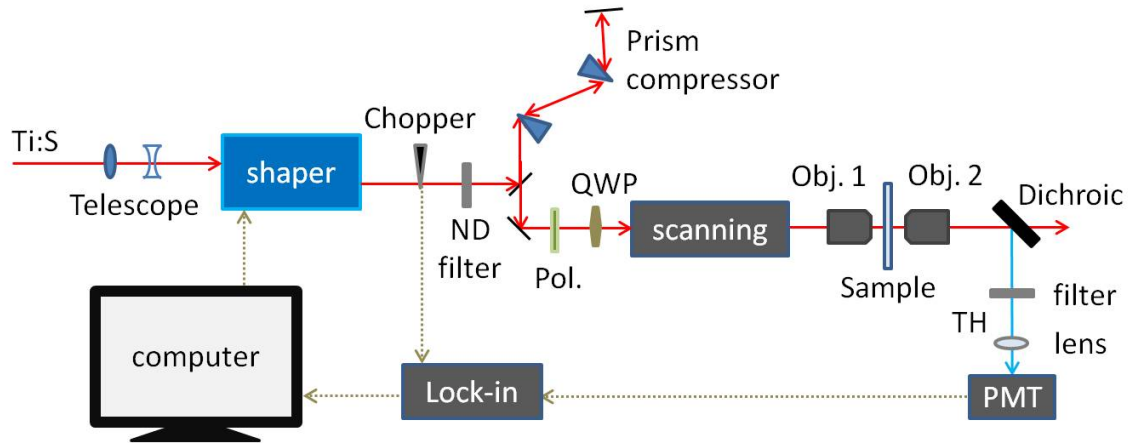 Prism
compressor
Chopper
Ti:S
shaper
Telescope
ND
filter
QWP
Pol.
scanning
Obj. 1
Obj. 2
Dichroic
Sample
TH
filter
lens
computer
Lock-in
PMT